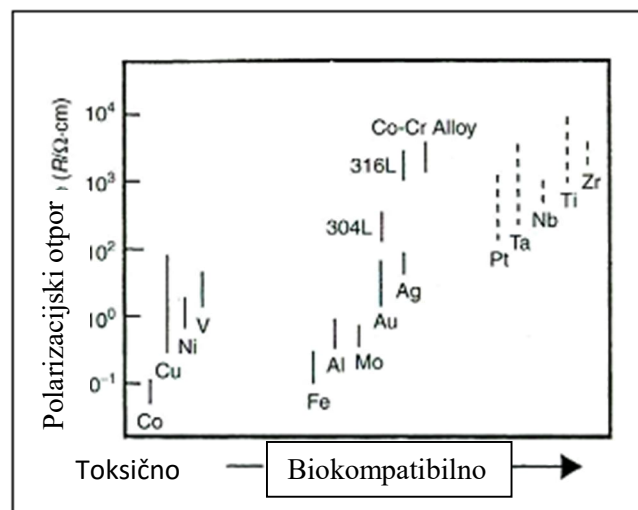 Polarizacijski otpor (R/Ω·cm)
10⁴
10³
10²
10⁰
0⁻¹
Co-Cr Alloy
316L
304L
Zr
Ti
Nb
Ta
Pt
Ag
Au
V
Ni
Cu
Co
Al
Mo
Fe
Toksično
Biokompatibilno